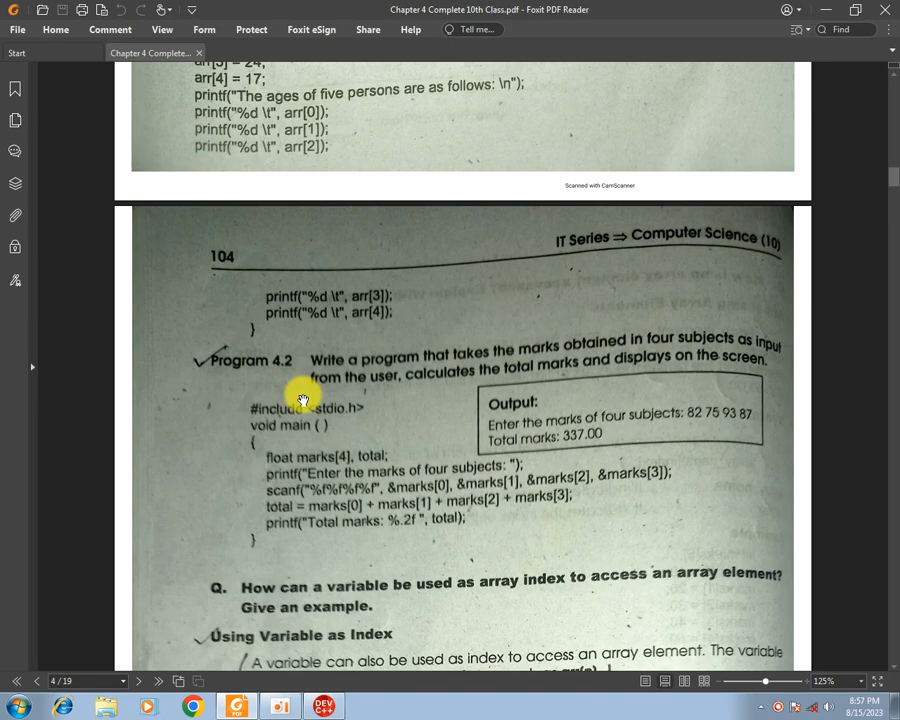 Chapter 4 Complete 10th Class.pdf - Foxit PDF Reader
File Home Comment View Form Protect Foxit eSign Share Help Tell me... Find
Start Chapter 4 Complete...
arr[3] = 24;
arr[4] = 17;
printf("The ages of five persons are as follows: \n");
printf("%d \t", arr[0]);
printf("%d \t", arr[1]);
printf("%d \t", arr[2]);
Scanned with CamScanner
104 IT Series ⇒ Computer Science (10)
printf("%d \t", arr[3]);
printf("%d \t", arr[4]);
}
Program 4.2 Write a program that takes the marks obtained in four subjects as input
from the user, calculates the total marks and displays on the screen.
#include <stdio.h>
void main ( )
{
float marks[4], total;
printf("Enter the marks of four subjects: ");
scanf("%f%f%f%f", &marks[0], &marks[1], &marks[2], &marks[3]);
total = marks[0] + marks[1] + marks[2] + marks[3];
printf("Total marks: %.2f ", total);
}
Output:
Enter the marks of four subjects: 82 75 93 87
Total marks: 337.00
Q. How can a variable be used as array index to access an array element?
Give an example.
Using Variable as Index
A variable can also be used as index to access an array element. The variable
4 / 19 125%
8:57 PM
8/15/2023